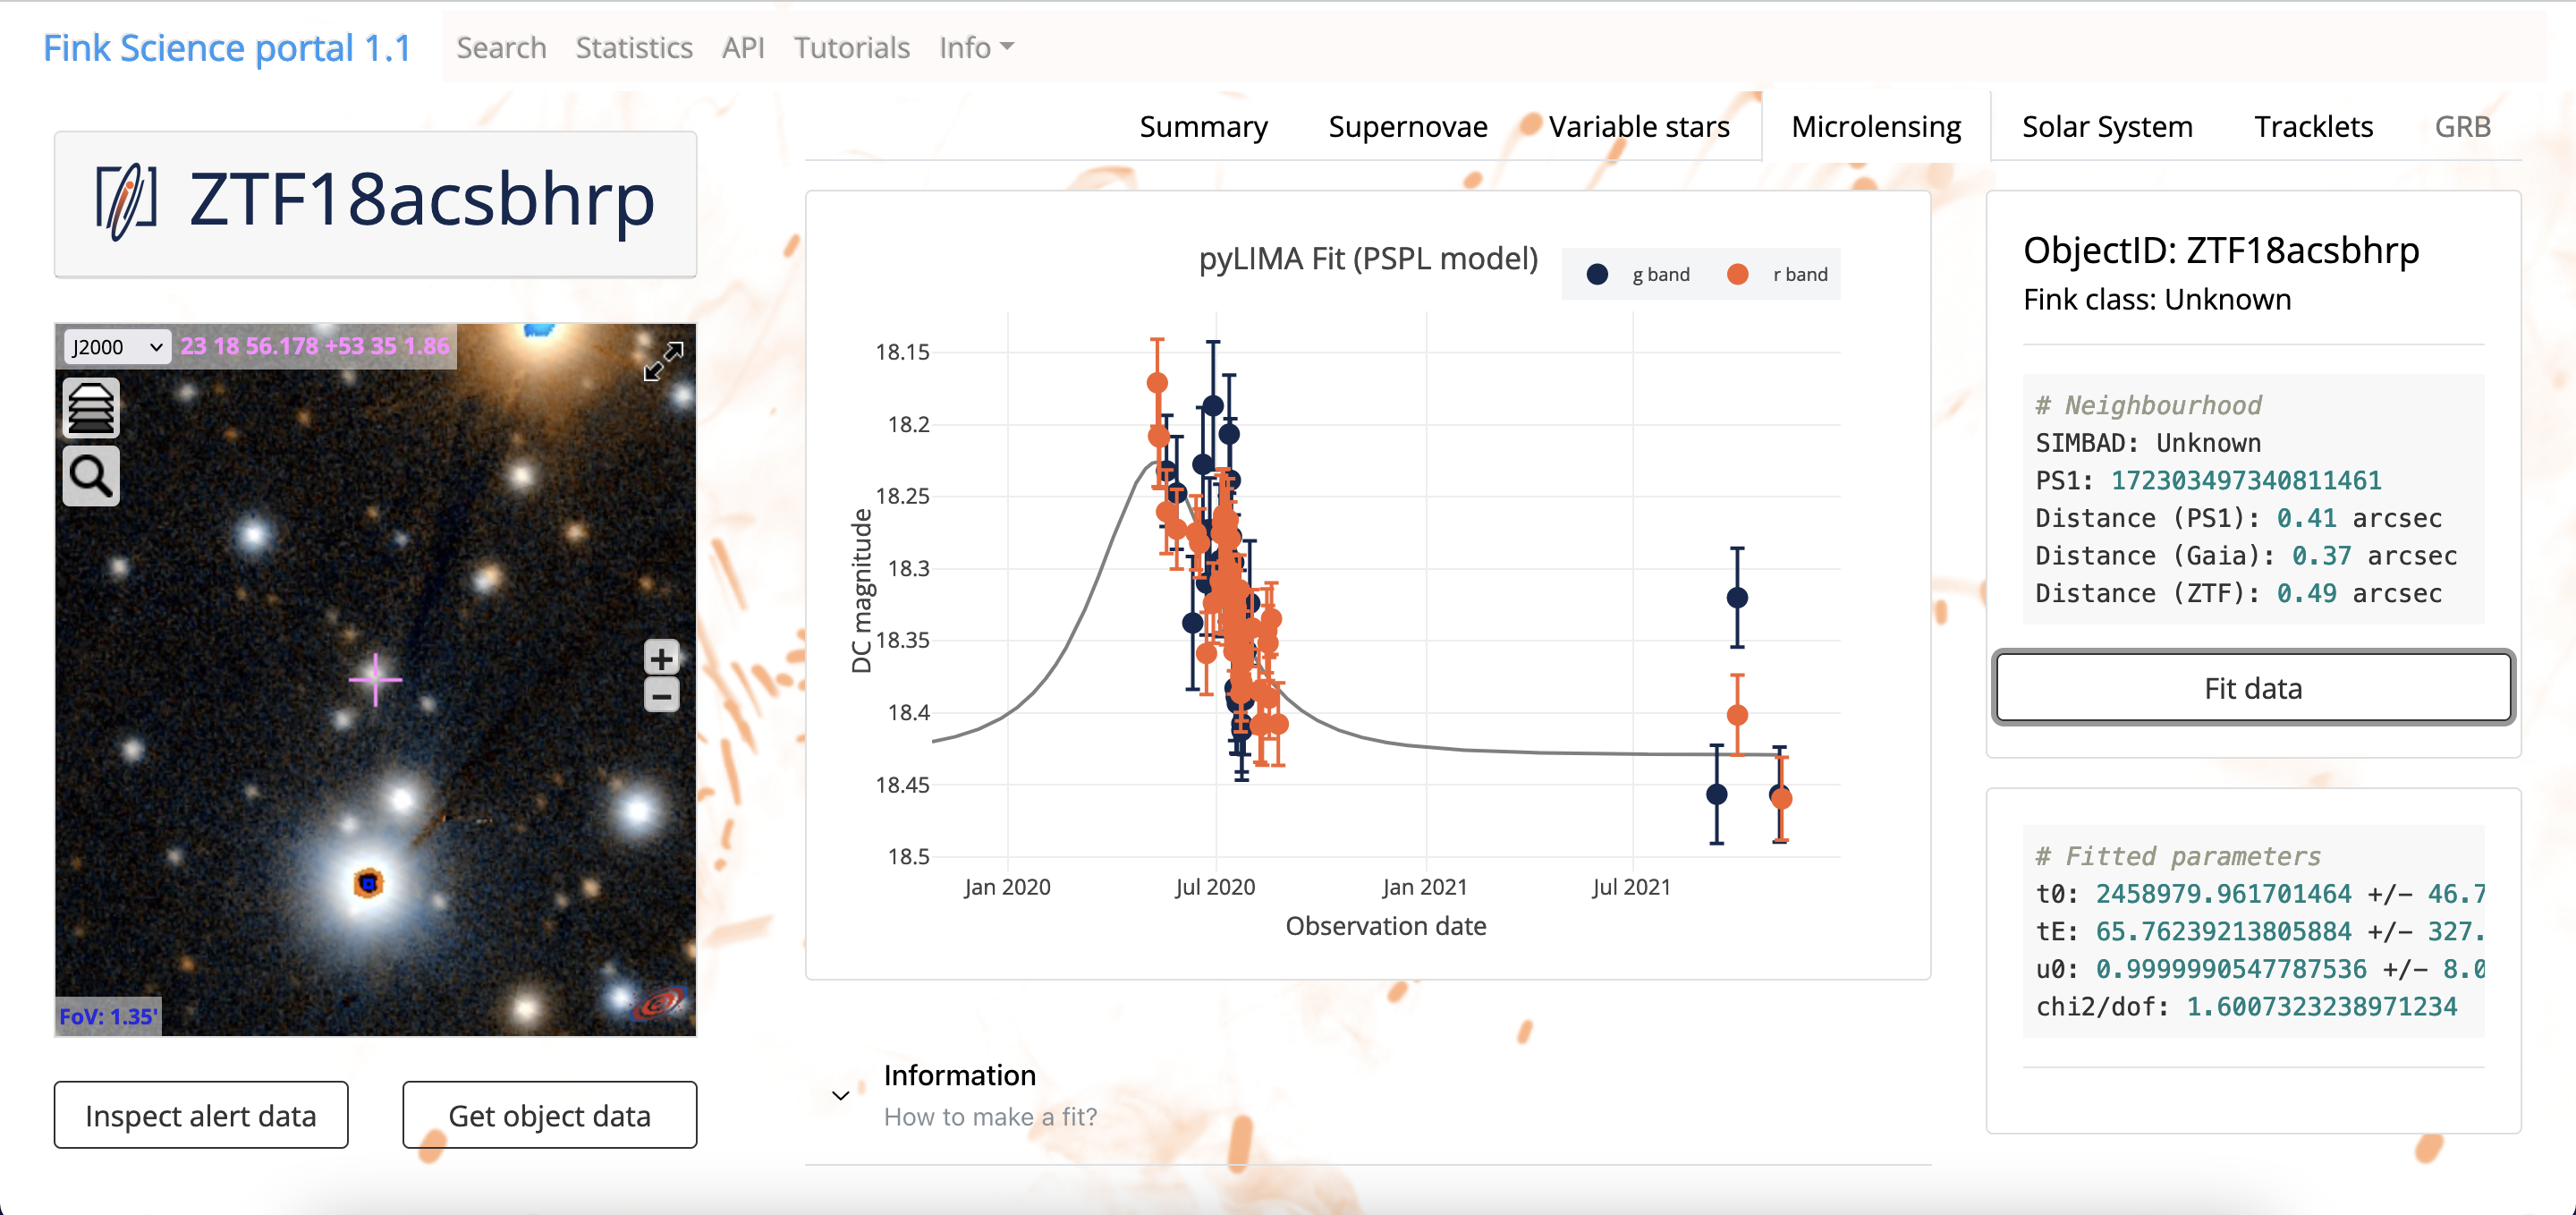 Fink Science portal 1.1
Search Statistics API Tutorials Info
Summary Supernovae Variable stars Microlensing Solar System Tracklets GRB
ZTF18acsbhrp
J2000 23 18 56.178 +53 35 1.86
FoV: 1.35'
Inspect alert data Get object data
pyLIMA Fit (PSPL model)
g band r band
DC magnitude
18.15
18.2
18.25
18.3
18.35
18.4
18.45
18.5
Jan 2020 Jul 2020 Jan 2021 Jul 2021
Observation date
Information
How to make a fit?
ObjectID: ZTF18acsbhrp
Fink class: Unknown
# Neighbourhood
SIMBAD: Unknown
PS1: 172303497340811461
Distance (PS1): 0.41 arcsec
Distance (Gaia): 0.37 arcsec
Distance (ZTF): 0.49 arcsec
Fit data
# Fitted parameters
t0: 2458979.961701464 +/- 46.7
tE: 65.76239213805884 +/- 327.
u0: 0.9999990547787536 +/- 8.0
chi2/dof: 1.6007323238971234